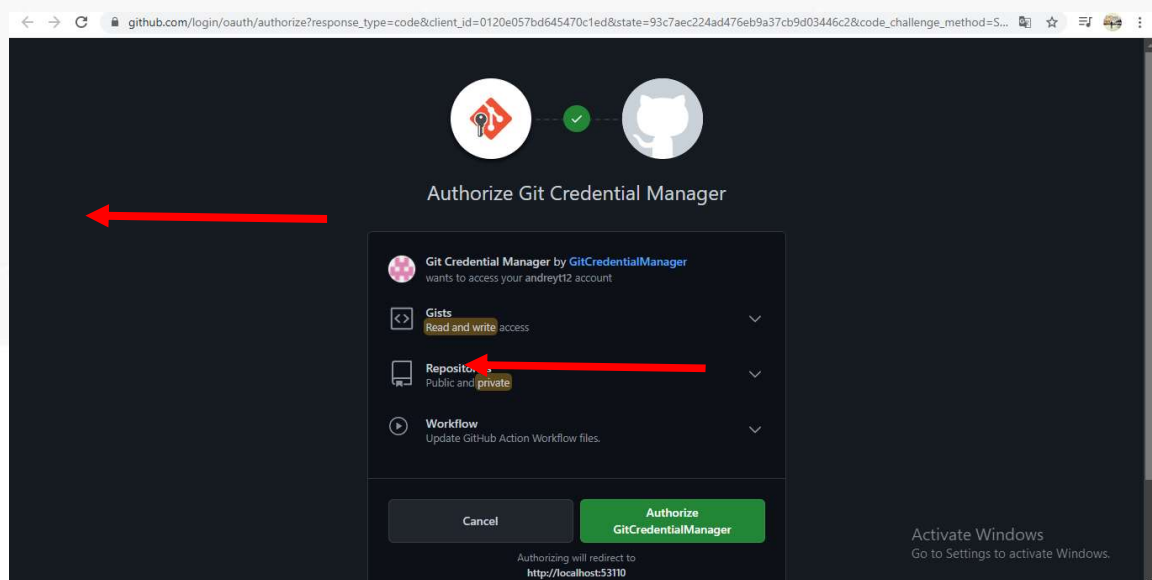 github.com/login/oauth/authorize?response_type=code&client_id=0120e057bd645470c1ed&state=93c7aec224ad476eb9a37cb9d03446c2&code_challenge_method=S...
Authorize Git Credential Manager
Git Credential Manager by GitCredentialManager
wants to access your andreyt12 account
Gists
Read and write access
Public and private
Workflow
Update GitHub Action Workflow files.
Cancel
Authorize
GitCredentialManager
Authorizing will redirect to
http://localhost:53110
Activate Windows
Go to Settings to activate Windows.